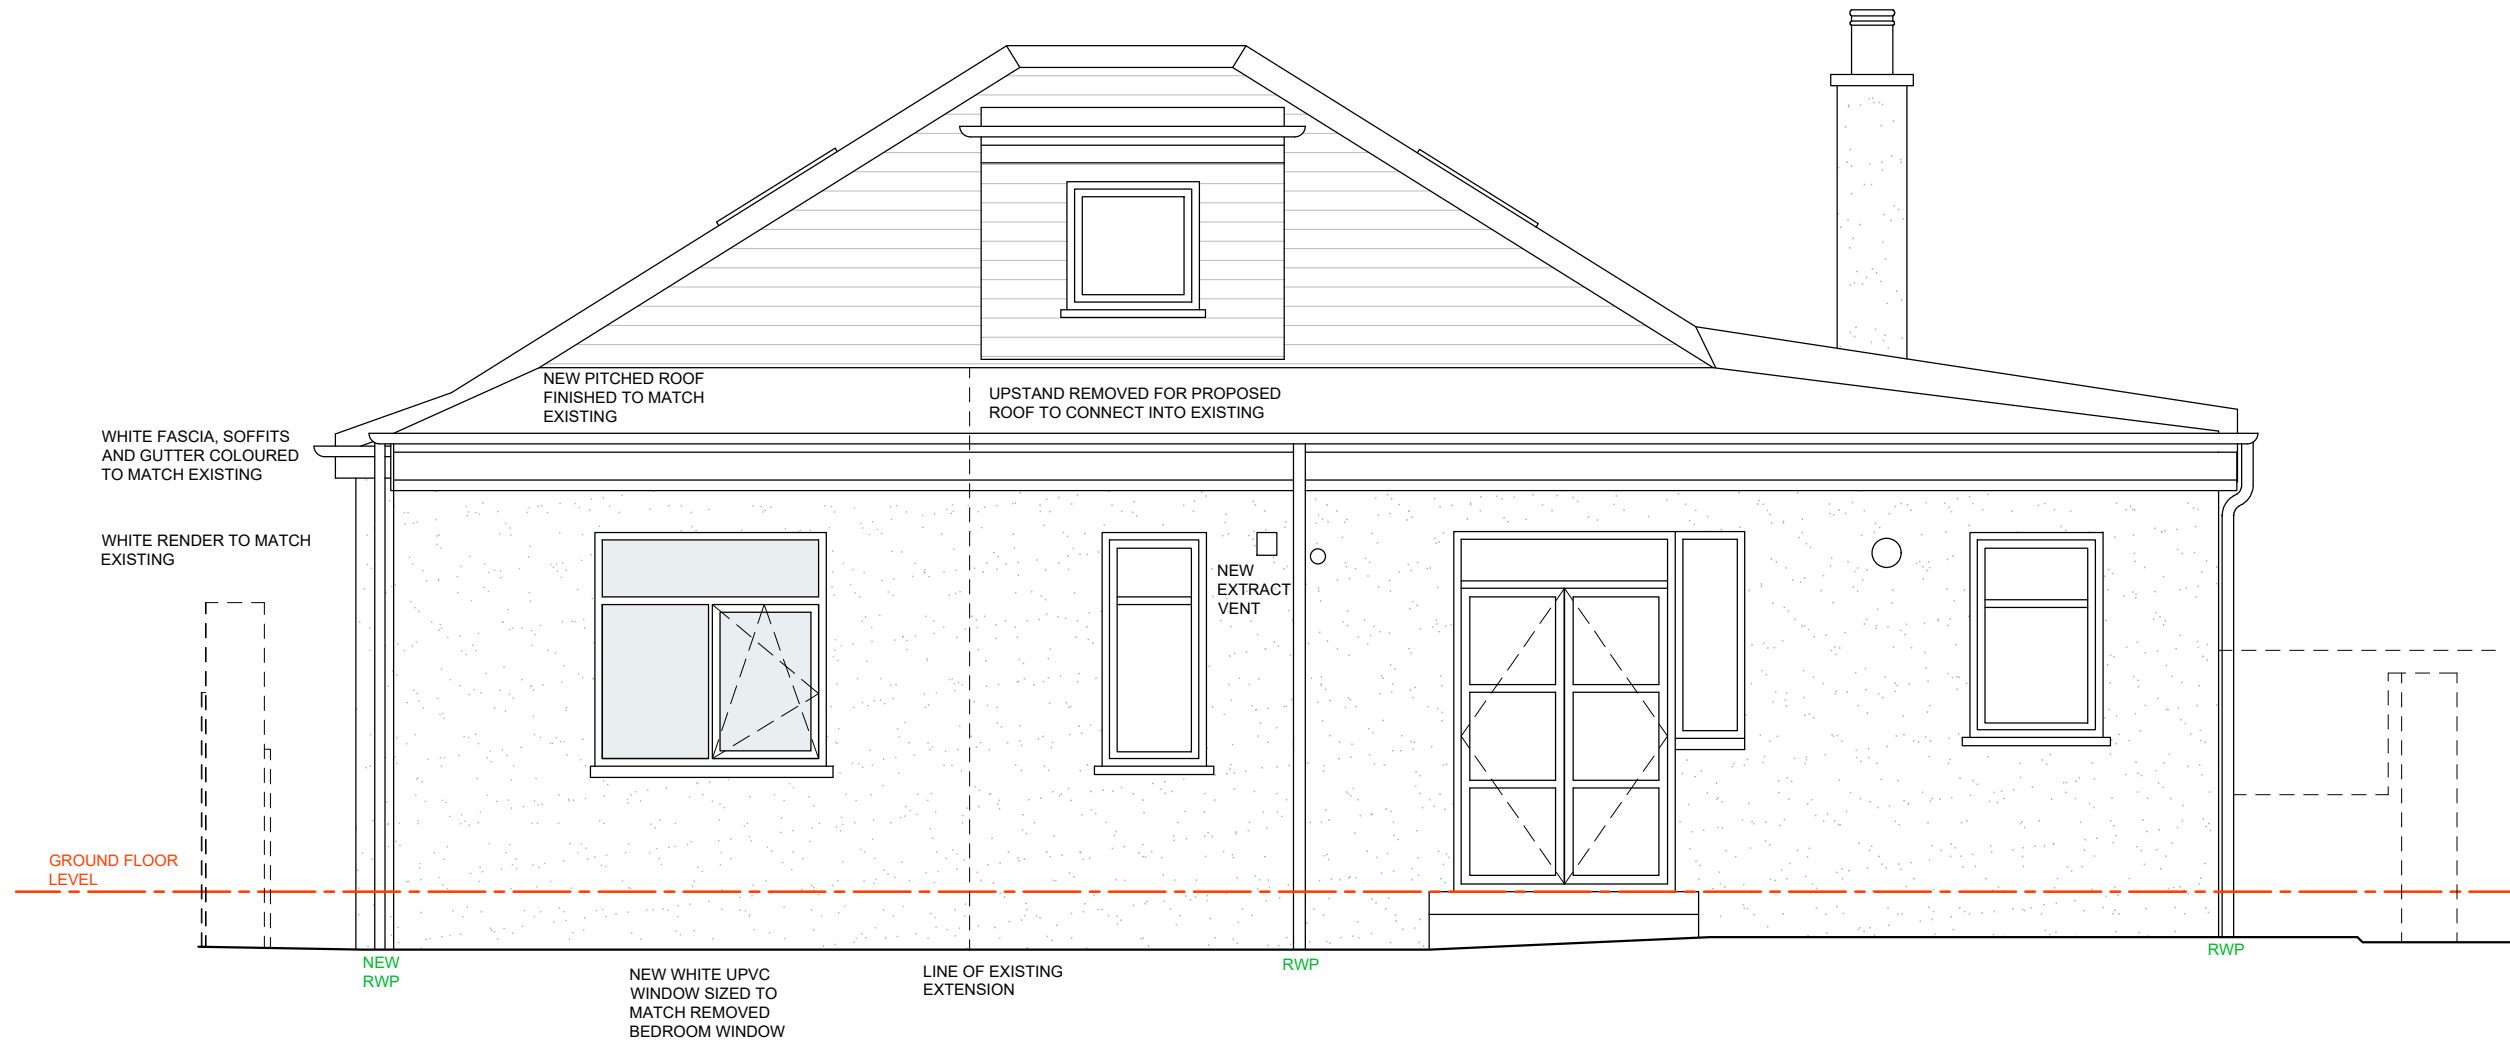 NEW PITCHED ROOF
FINISHED TO MATCH
EXISTING
UPSTAND REMOVED FOR PROPOSED
ROOF TO CONNECT INTO EXISTING
WHITE FASCIA, SOFFITS
AND GUTTER COLOURED
TO MATCH EXISTING
WHITE RENDER TO MATCH
EXISTING
NEW
EXTRACT
VENT
GROUND FLOOR
LEVEL
NEW
RWP
NEW WHITE UPVC
WINDOW SIZED TO
MATCH REMOVED
BEDROOM WINDOW
LINE OF EXISTING
EXTENSION
RWP
RWP